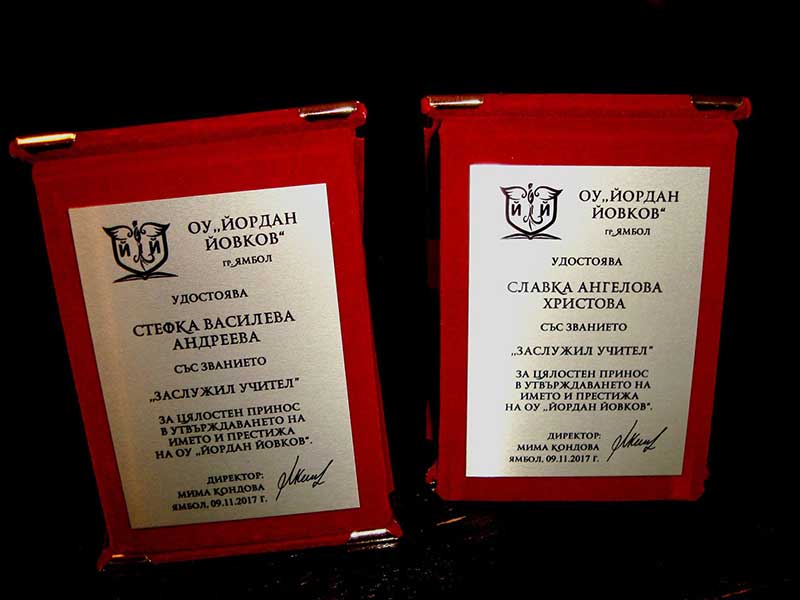 Й Й
ОУ„ЙОРДАН
ЙОВКОВ“
ГР. ЯМБОЛ
УДОСТОЯВА
СТЕФКА ВАСИЛЕВА
АНДРЕЕВА
СЪС ЗВАНИЕТО
„ЗАСЛУЖИЛ УЧИТЕЛ”
ЗА ЦЯЛОСТЕН ПРИНОС
В УТВЪРЖДАВАНЕТО НА
ИМЕТО И ПРЕСТИЖА
НА ОУ „ЙОРДАН ЙОВКОВ”.
ДИРЕКТОР:
МИМА КОНДОВА
ЯМБОЛ, 09.11.2017 Г.
Й Й
ОУ„ЙОРДАН
ЙОВКОВ“
ГР. ЯМБОЛ
УДОСТОЯВА
СЛАВКА АНГЕЛОВА
ХРИСТОВА
СЪС ЗВАНИЕТО
„ЗАСЛУЖИЛ УЧИТЕЛ”
ЗА ЦЯЛОСТЕН ПРИНОС
В УТВЪРЖДАВАНЕТО НА
ИМЕТО И ПРЕСТИЖА
НА ОУ „ЙОРДАН ЙОВКОВ”.
ДИРЕКТОР:
МИМА КОНДОВА
ЯМБОЛ, 09.11.2017 Г.